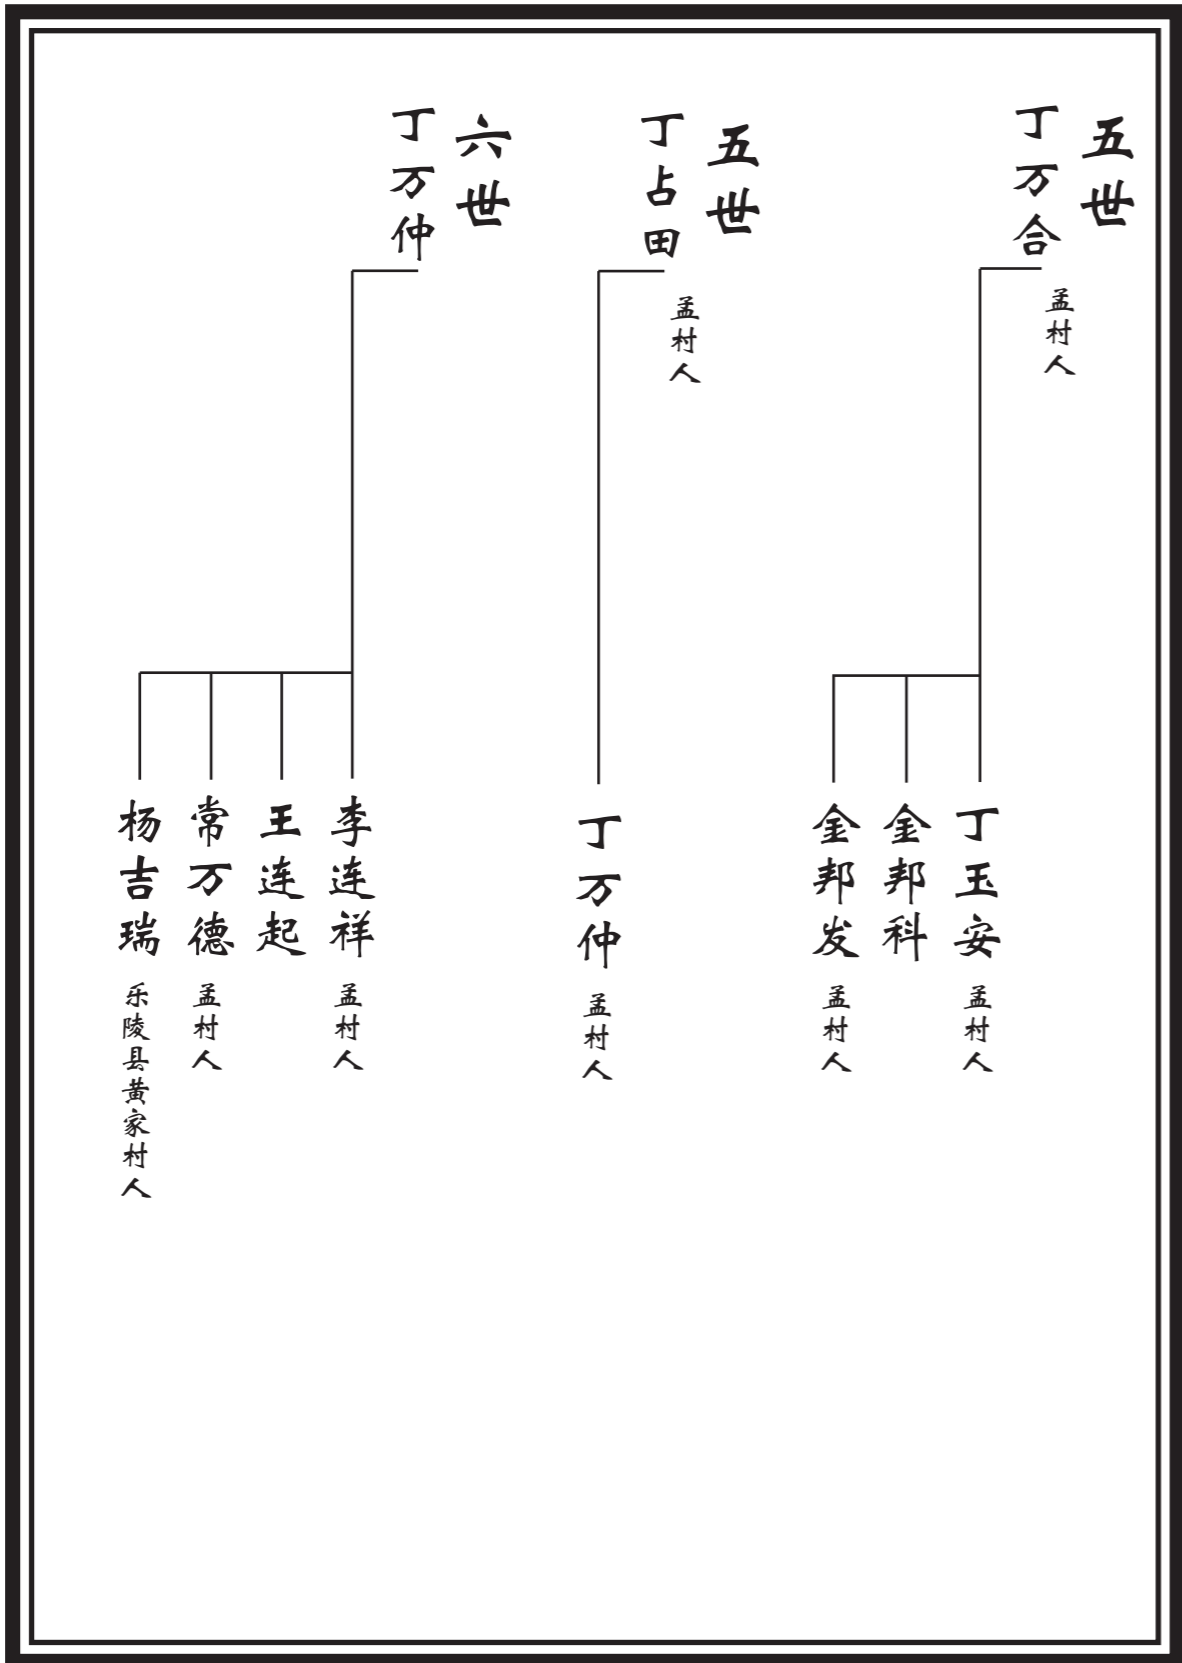 五世
丁万合
孟村人
丁玉安
孟村人
金邦科
金邦发
孟村人
五世
丁占田
孟村人
丁万仲
孟村人
六世
丁万仲
李连祥
孟村人
王连起
常万德
孟村人
杨吉瑞
乐陵县黄家村人